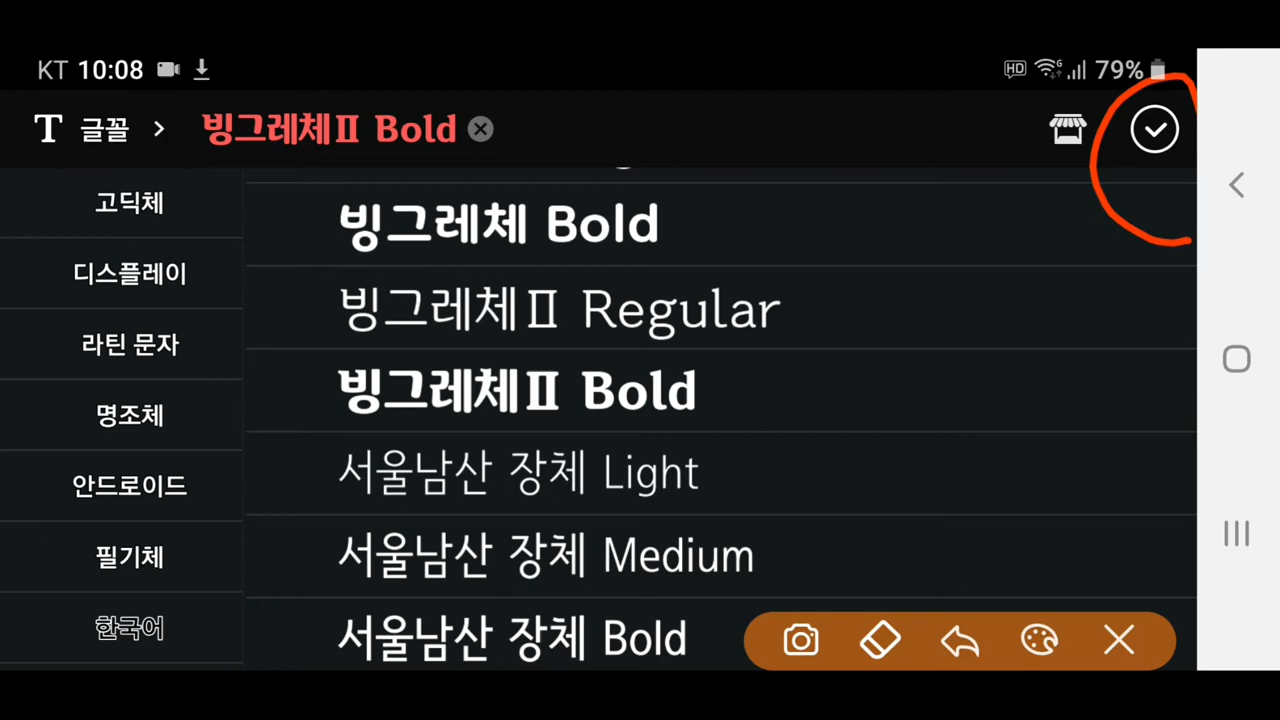 KT 10:08 HD 79%
T 글꼴 > 빙그레체Ⅱ Bold
고딕체
디스플레이
라틴 문자
명조체
안드로이드
필기체
한국어
빙그레체 Bold
빙그레체Ⅱ Regular
빙그레체Ⅱ Bold
서울남산 장체 Light
서울남산 장체 Medium
서울남산 장체 Bold